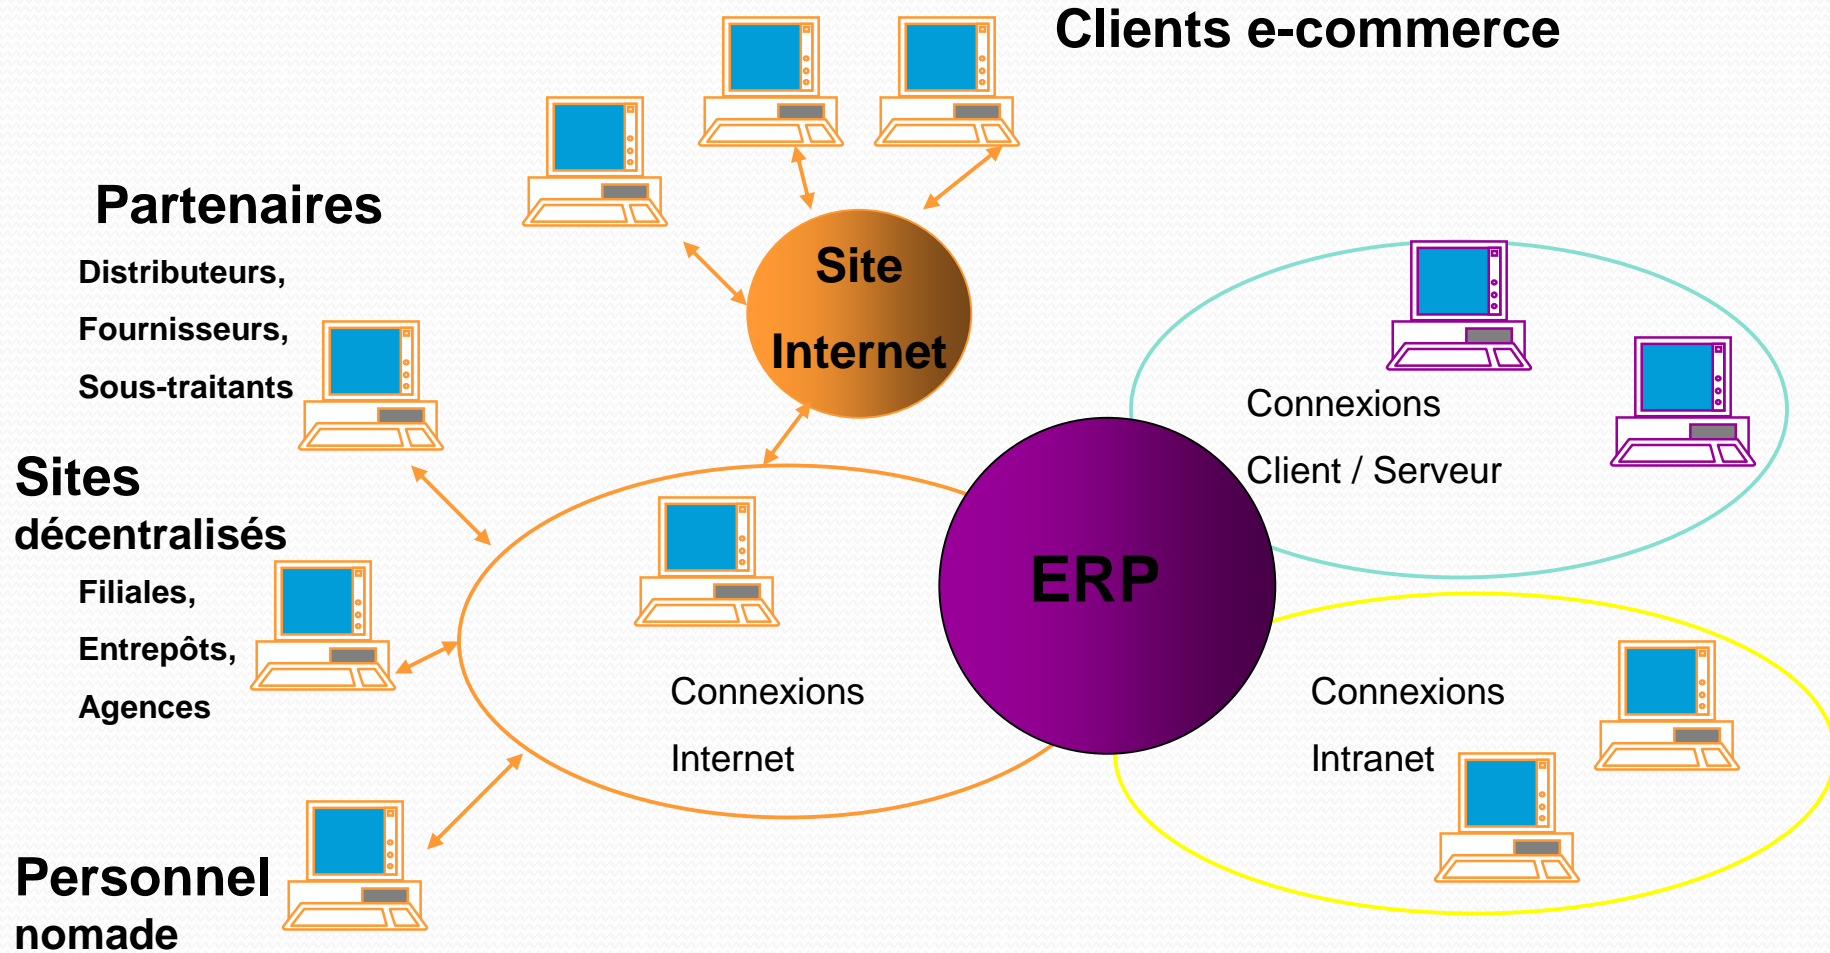 Clients e-commerce
Partenaires
Distributeurs,
Fournisseurs,
Sous-traitants
Site
Internet
Connexions
Client / Serveur
Sites
décentralisés
Filiales,
Entrepôts,
Agences
ERP
Connexions
Internet
Connexions
Intranet
Personnel
nomade